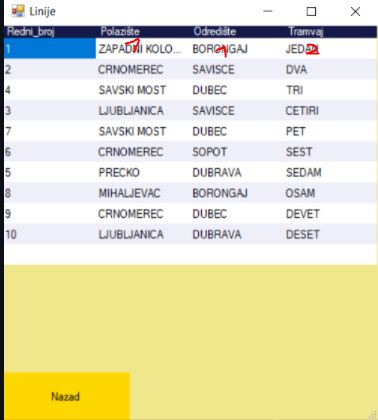 Linije
Redni_broj Polazište Odredište Tramvaj
1 ZAPADNI KOLO... BORONGAJ JEDAN
2 CRNOMEREC SAVISCE DVA
4 SAVSKI MOST DUBEC TRI
3 LJUBLJANICA SAVISCE CETIRI
7 SAVSKI MOST DUBEC PET
6 CRNOMEREC SOPOT SEST
5 PRECKO DUBRAVA SEDAM
8 MIHALJEVAC BORONGAJ OSAM
9 CRNOMEREC DUBEC DEVET
10 LJUBLJANICA DUBRAVA DESET
Nazad